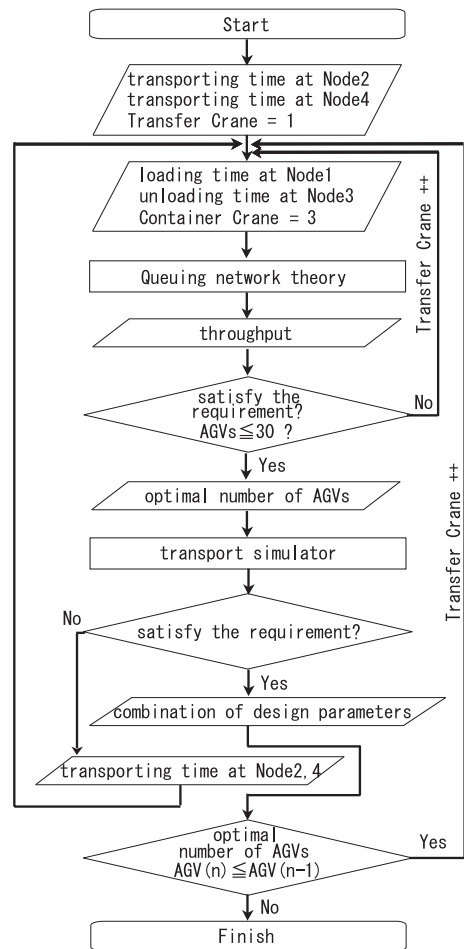 Start
transporting time at Node2
transporting time at Node4
Transfer Crane = 1
loading time at Node1
unloading time at Node3
Container Crane = 3
Transfer Crane ++
Queuing network theory
throughput
satisfy the
requirement?
AGVs≦30 ?
No
Yes
optimal number of AGVs
transport simulator
Transfer Crane ++
No
satisfy the requirement?
Yes
combination of design parameters
transporting time at Node2,4
optimal
number of AGVs
AGV(n)≦AGV(n-1)
Yes
No
Finish